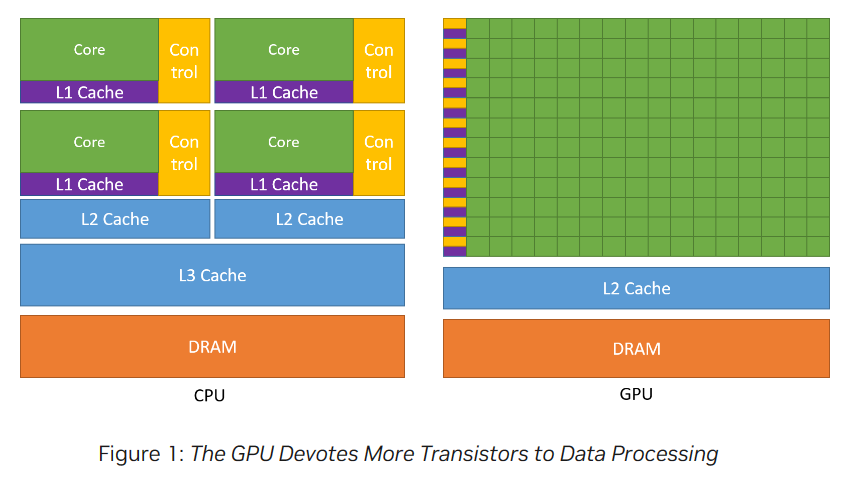 Core
Con
trol
L1 Cache
Core
Con
trol
L1 Cache
Core
Con
trol
L1 Cache
Core
Con
trol
L1 Cache
L2 Cache
L2 Cache
L3 Cache
DRAM
CPU
L2 Cache
DRAM
GPU
Figure 1: The GPU Devotes More Transistors to Data Processing